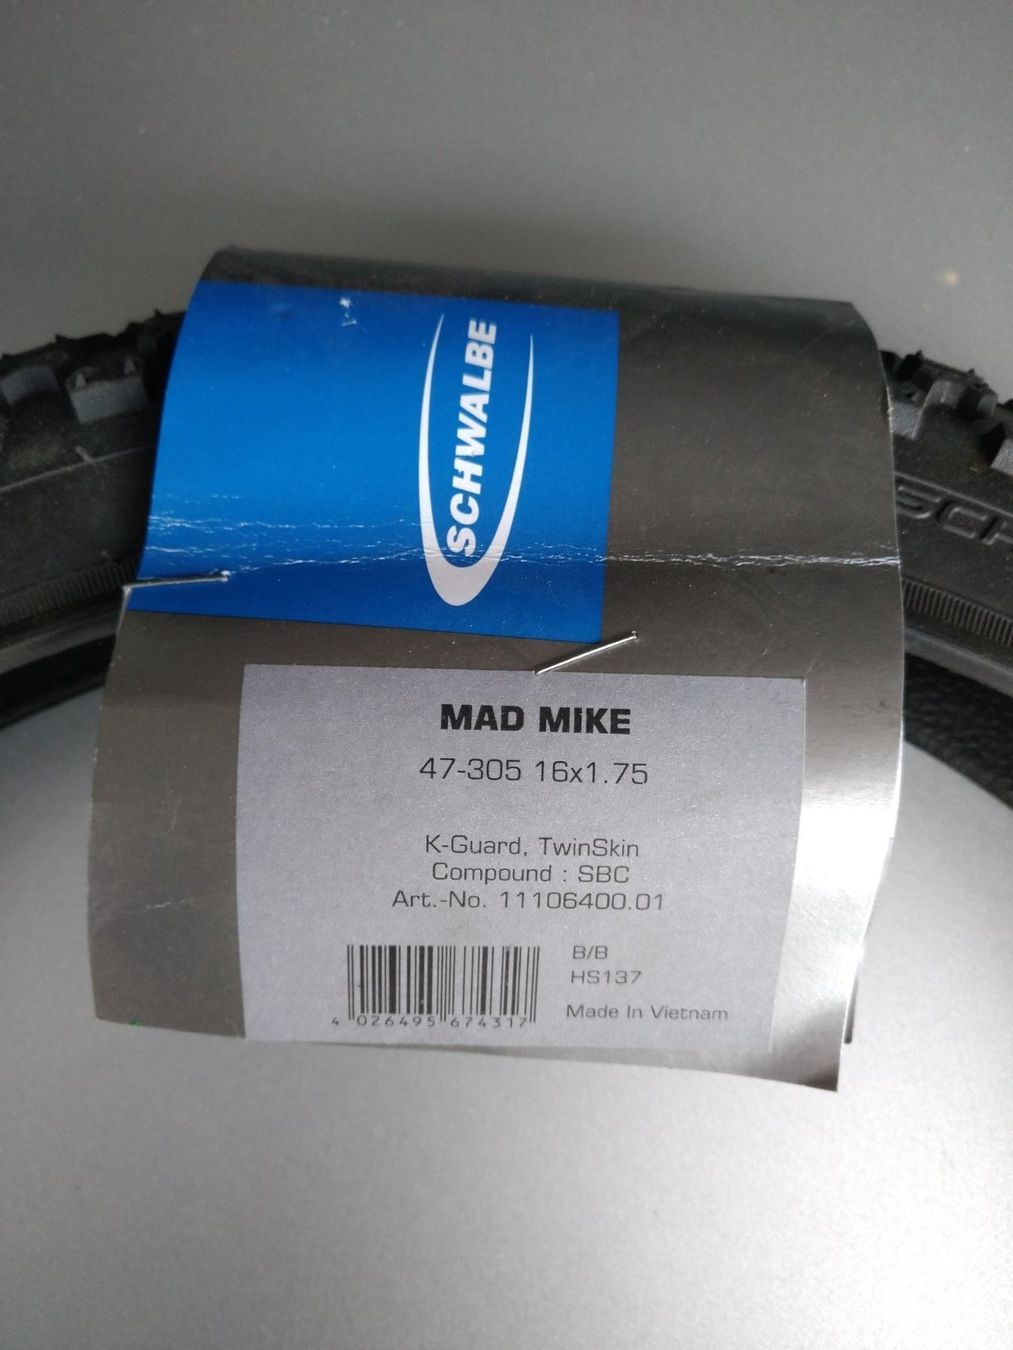 SCHWALBE
MAD MIKE
47-305 16x1.75
K-Guard, TwinSkin
Compound : SBC
Art.-No. 11106400.01
B/B
HS137
4 026495 674317
Made In Vietnam
SCH